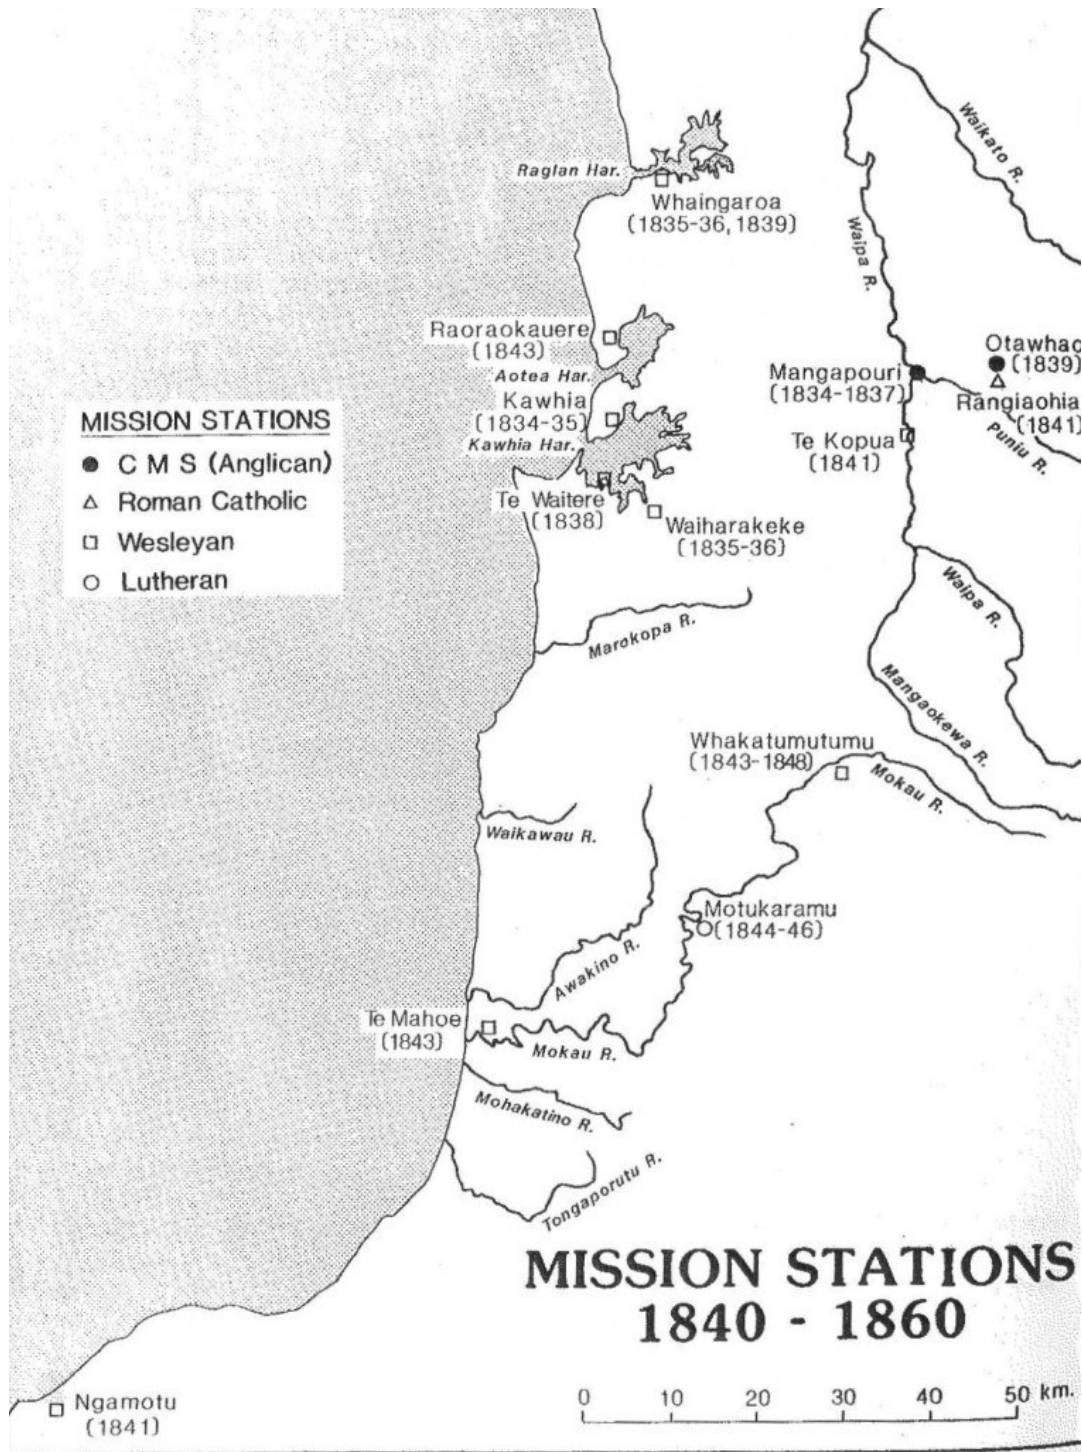 Waikato R.
Raglan Har.
Whaingaroa
(1835-36, 1839)
Waipa R.
Raoraokauere
(1843)
Aotea Har.
Otawhao
(1839)
Mangapouri
(1834-1837)
Rangiaohia
(1841)
Puniu R.
Kawhia
(1834-35)
Kawhia Har.
Te Kopua
(1841)
MISSION STATIONS
C M S (Anglican)
Roman Catholic
Wesleyan
Lutheran
Te Waitere
(1838)
Waiharakeke
(1835-36)
Waipa R.
Marokopa R.
Mangaokewa R.
Whakatumutumu
(1843-1848)
Mokau R.
Waikawau R.
Motukaramu
(1844-46)
Awakino R.
Te Mahoe
(1843)
Mokau R.
Mohakatino R.
Tongaporutu R.
MISSION STATIONS
1840 - 1860
Ngamotu
(1841)
0 10 20 30 40 50 km.